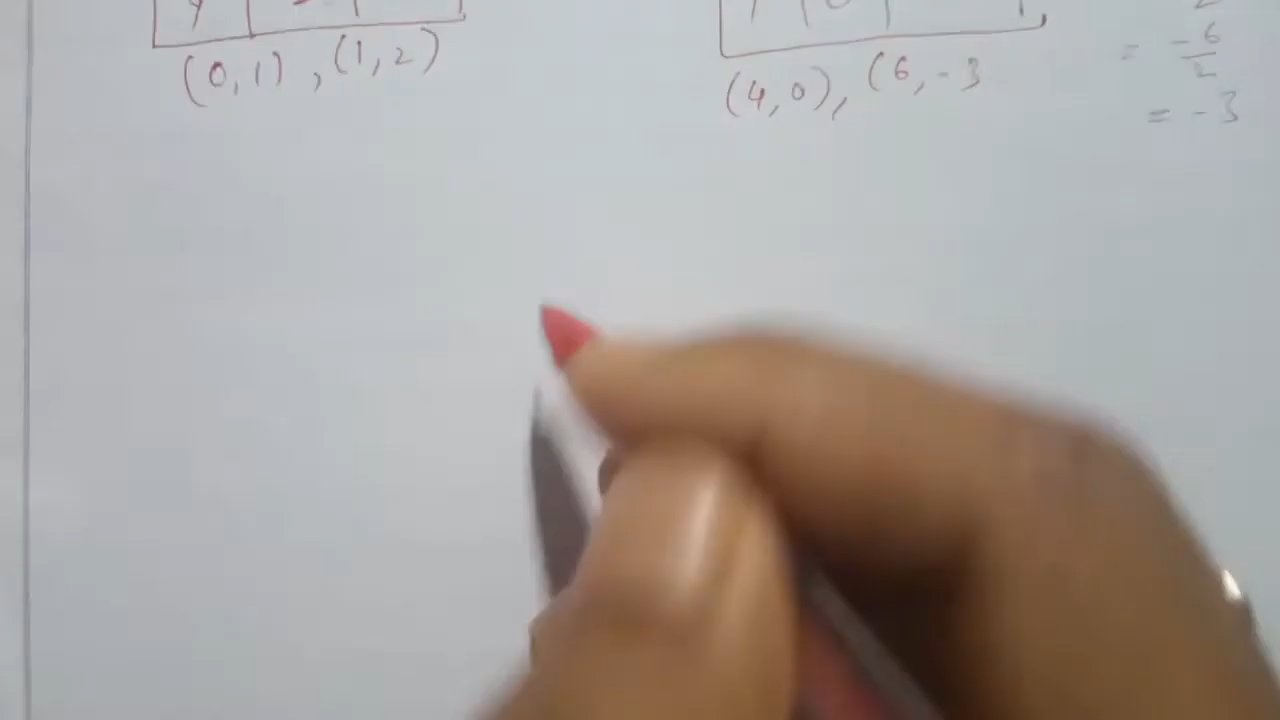 y
(0,1), (1,2)
(4,0), (6,-3
= -6/2
= -3